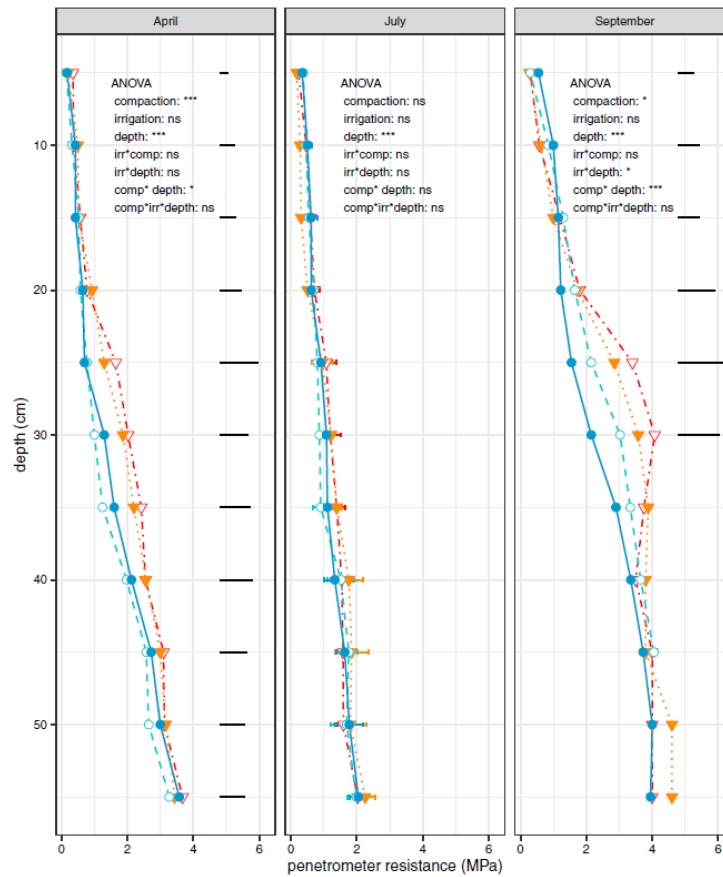 April
July
September
ANOVA
compaction: ***
irrigation: ns
depth: ***
irr*comp: ns
irr*depth: ns
comp* depth: *
comp*irr*depth: ns
ANOVA
compaction: ns
irrigation: ns
depth: ***
irr*comp: ns
irr*depth: ns
comp* depth: ns
comp*irr*depth: ns
ANOVA
compaction: *
irrigation: ns
depth: ***
irr*comp: ns
irr*depth: *
comp* depth: ***
comp*irr*depth: ns
10
20
30
40
50
depth (cm)
0 2 4 6
0 2 4 6
0 2 4 6
penetrometer resistance (MPa)